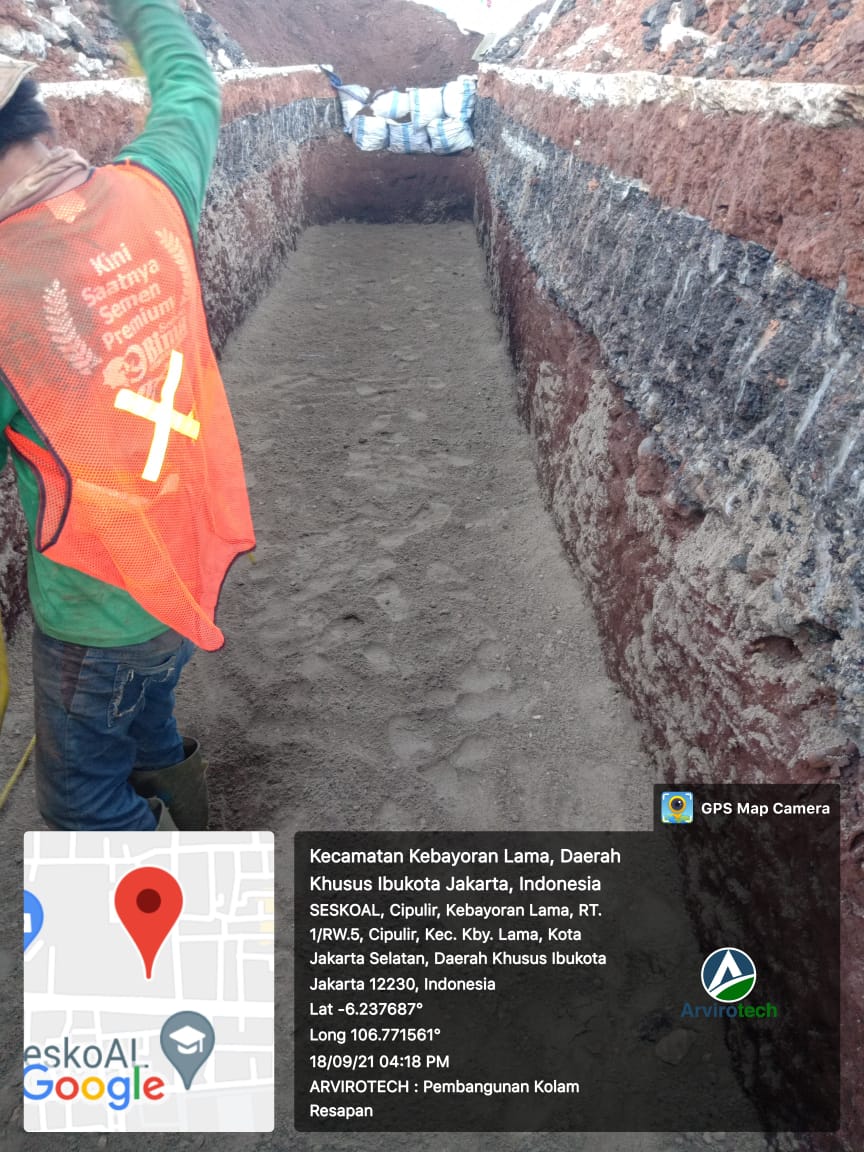 Kini
Saatnya
Semen
Premium
GPS Map Camera
Kecamatan Kebayoran Lama, Daerah
Khusus Ibukota Jakarta, Indonesia
SESKOAL, Cipulir, Kebayoran Lama, RT.
1/RW.5, Cipulir, Kec. Kby. Lama, Kota
Jakarta Selatan, Daerah Khusus Ibukota
Jakarta 12230, Indonesia
Lat -6.237687°
Long 106.771561°
18/09/21 04:18 PM
ARVIROTECH : Pembangunan Kolam
Resapan
Arvirotech
eskoAL
Google